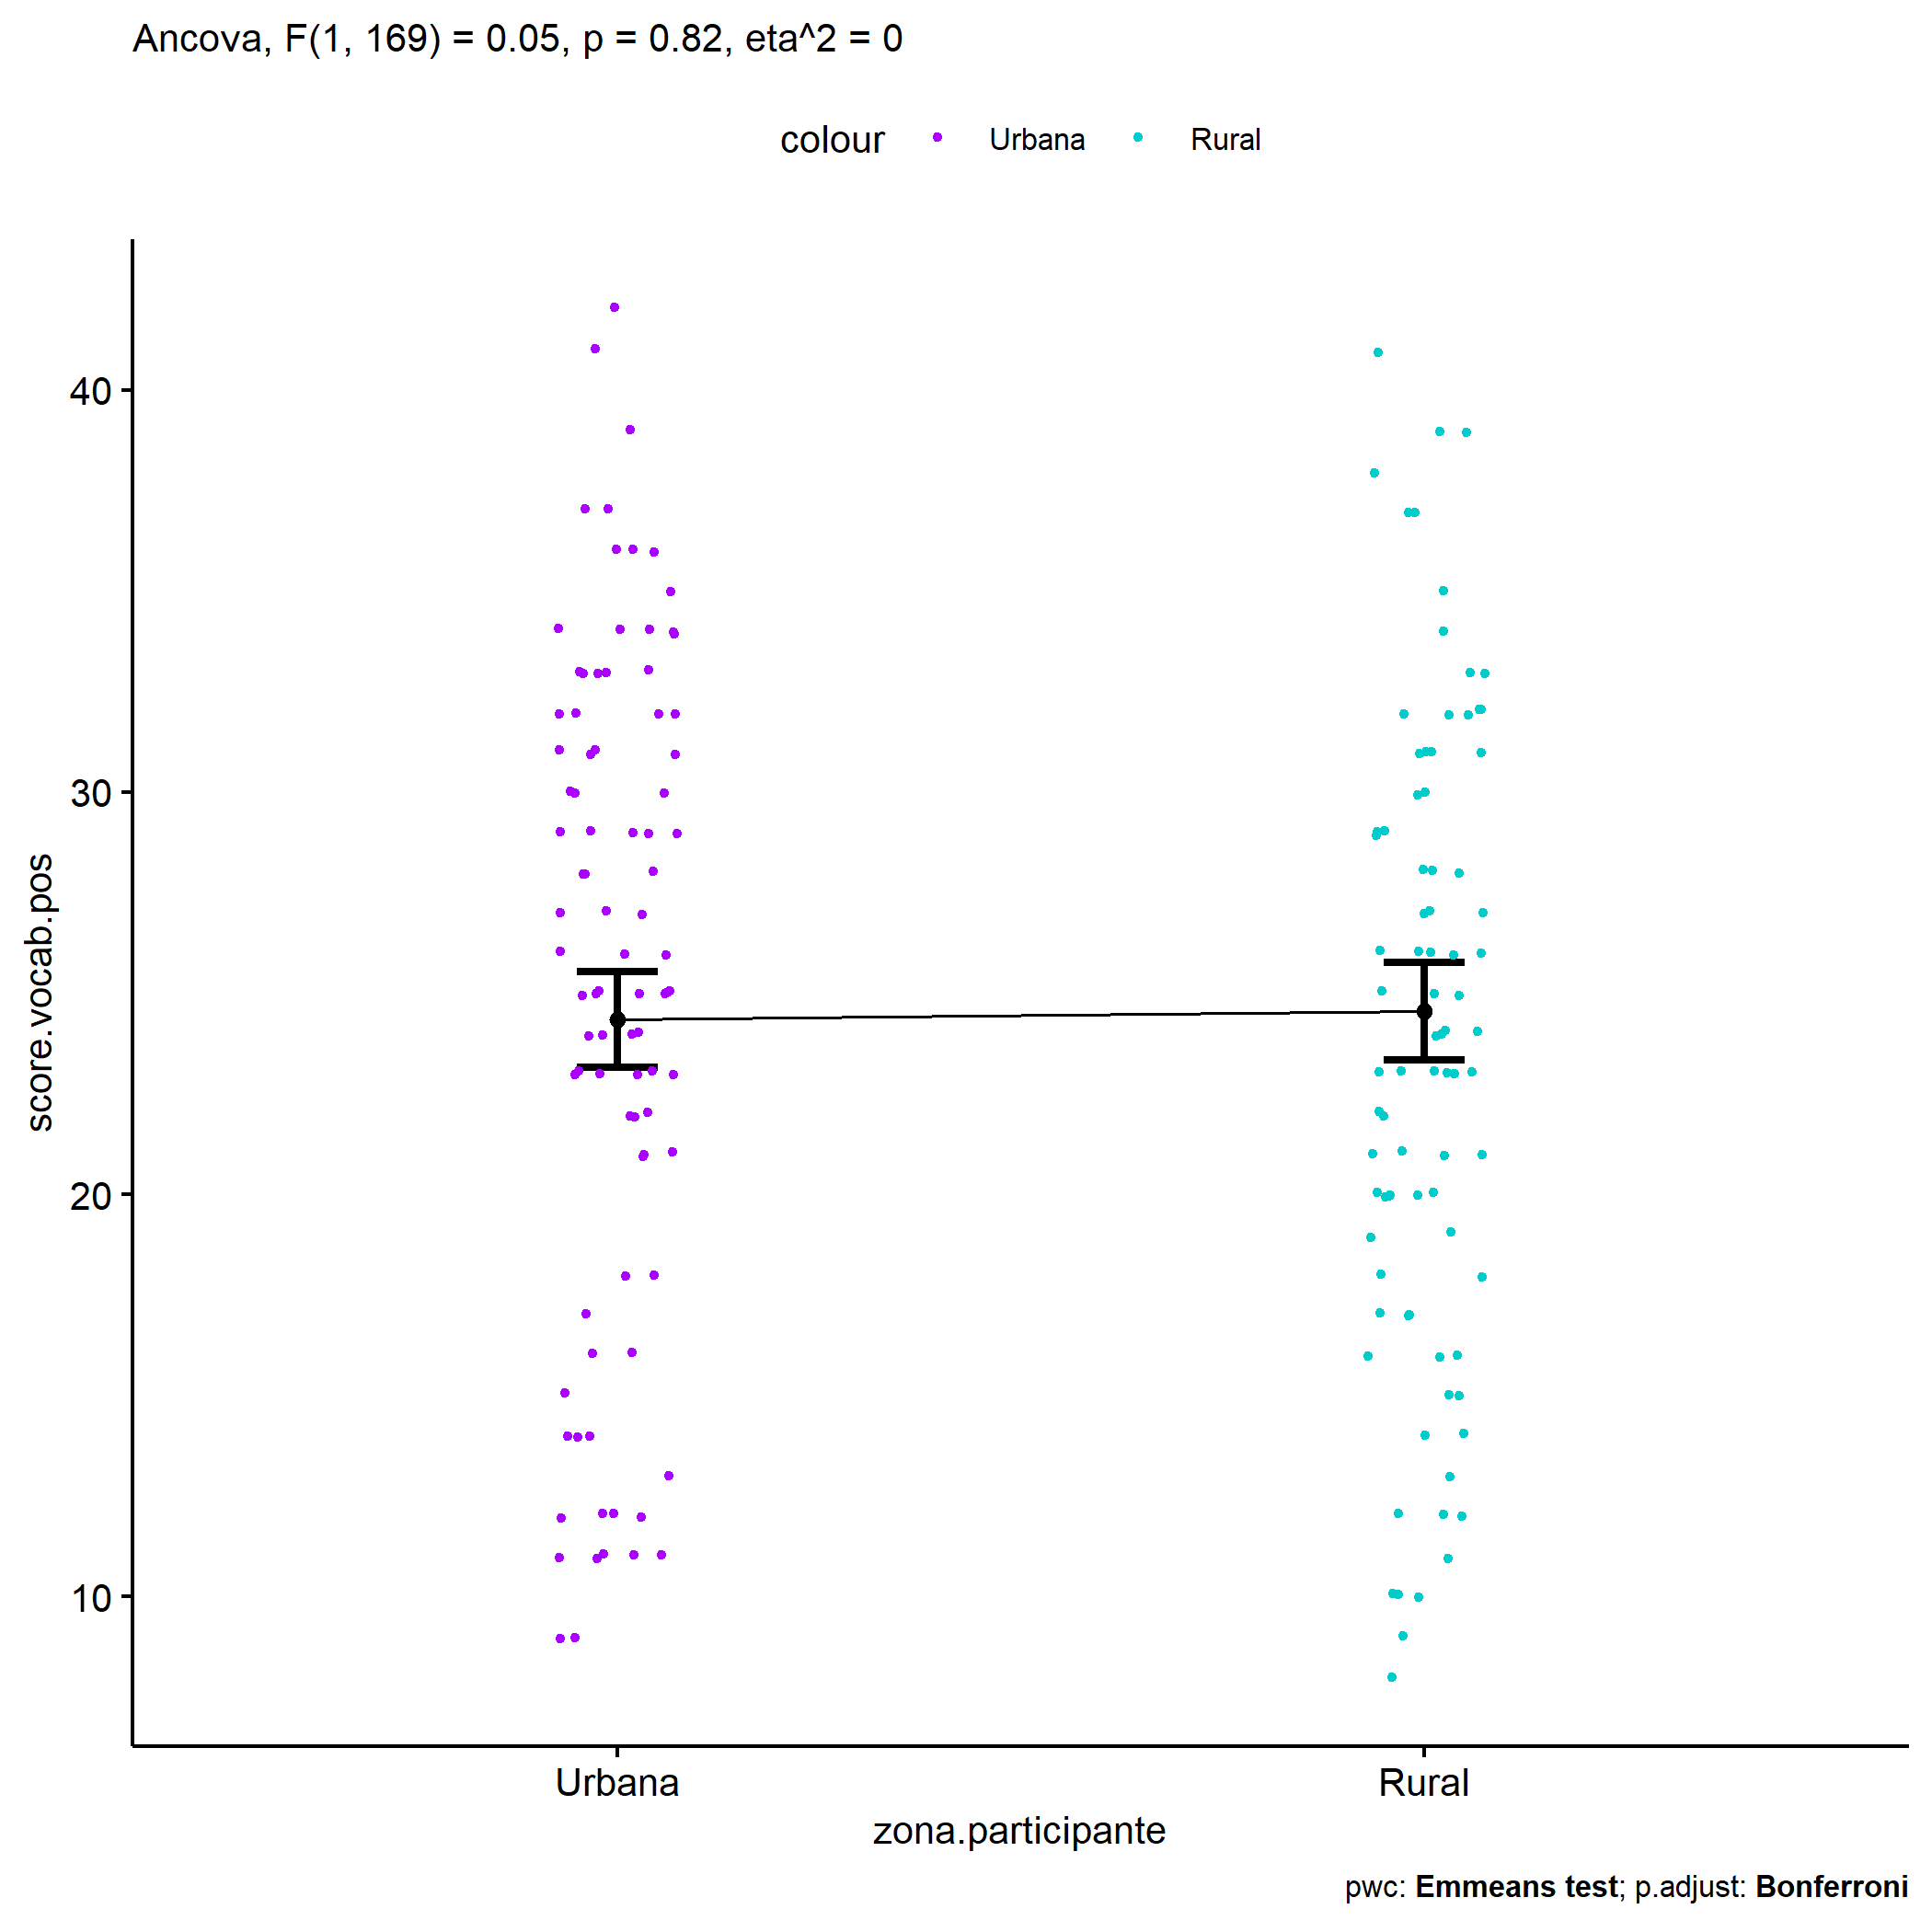 Ancova, F(1, 169) = 0.05, p = 0.82, eta^2 = 0
colour Urbana Rural
score.vocab.pos
40
30
20
10
Urbana Rural
zona.participante
pwc: Emmeans test; p.adjust: Bonferroni